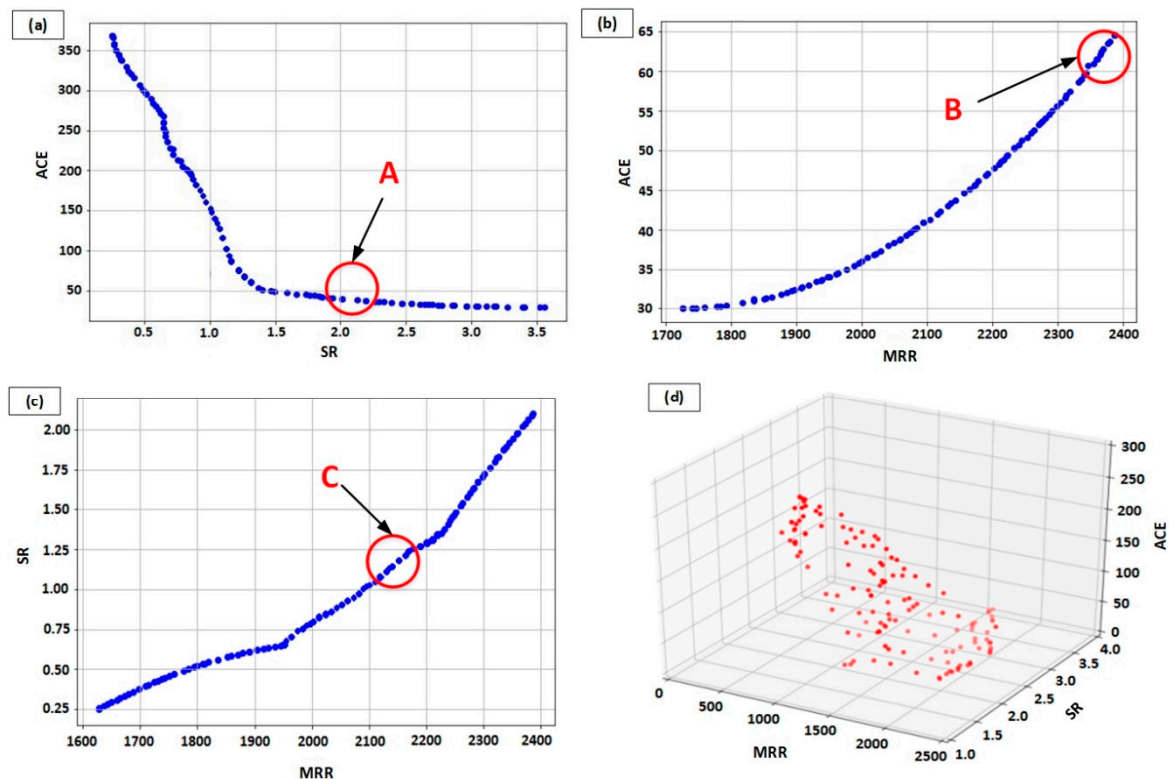 (a)
350
300
250
200
150
100
50
ACE
A
0.5 1.0 1.5 2.0 2.5 3.0 3.5
SR
(b)
65
60
55
50
45
40
35
30
ACE
B
1700 1800 1900 2000 2100 2200 2300 2400
MRR
(c)
2.00
1.75
1.50
1.25
1.00
0.75
0.50
0.25
SR
C
1600 1700 1800 1900 2000 2100 2200 2300 2400
MRR
(d)
300
250
200
150
100
50
0
ACE
4.0
3.5
3.0
2.5
2.0
1.5
1.0
SR
0 500 1000 1500 2000 2500
MRR